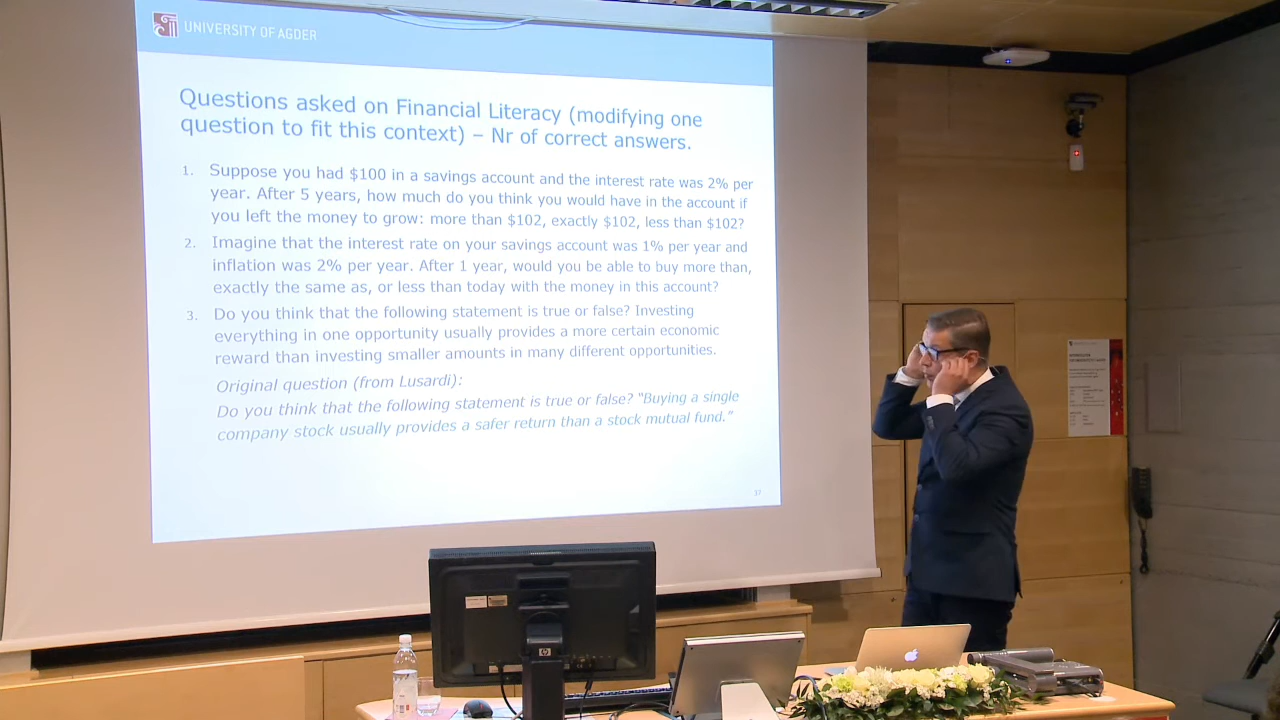 UNIVERSITY OF AGDER
Questions asked on Financial Literacy (modifying one
question to fit this context) – Nr of correct answers.
1. Suppose you had $100 in a savings account and the interest rate was 2% per
year. After 5 years, how much do you think you would have in the account if
you left the money to grow: more than $102, exactly $102, less than $102?
2. Imagine that the interest rate on your savings account was 1% per year and
inflation was 2% per year. After 1 year, would you be able to buy more than,
exactly the same as, or less than today with the money in this account?
3. Do you think that the following statement is true or false? Investing
everything in one opportunity usually provides a more certain economic
reward than investing smaller amounts in many different opportunities.
Original question (from Lusardi):
Do you think that the following statement is true or false? “Buying a single
company stock usually provides a safer return than a stock mutual fund.”
37
hp